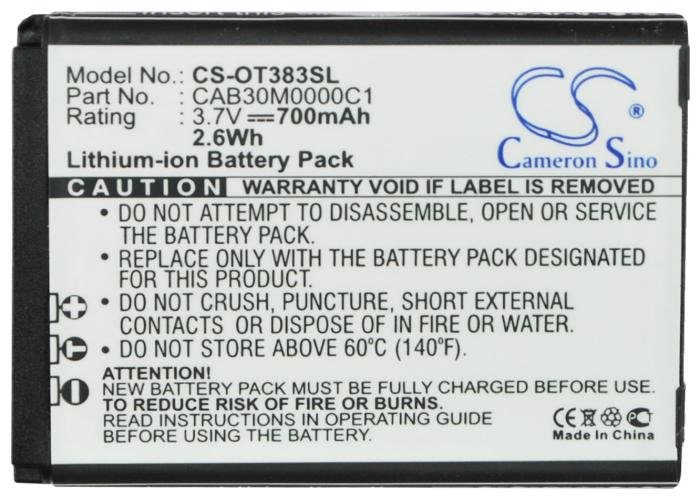 Model No.: CS-OT383SL
Part No. : CAB30M0000C1
Rating : 3.7V 700mAh
2.6Wh
Lithium-ion Battery Pack
CS
®
Cameron Sino
CAUTION WARRANTY VOID IF LABEL IS REMOVED
• DO NOT ATTEMPT TO DISASSEMBLE, OPEN OR SERVICE
THE BATTERY PACK.
• REPLACE ONLY WITH THE BATTERY PACK DESIGNATED
FOR THIS PRODUCT.
• DO NOT CRUSH, PUNCTURE, SHORT EXTERNAL
CONTACTS OR DISPOSE IN FIRE OR WATER.
• DO NOT STORE ABOVE 60°C (140°F).
ATTENTION!
NEW BATTERY PACK MUST BE FULLY CHARGED BEFORE USE.
TO REDUCE RISK OF FIRE OR BURNS.
READ INSTRUCTIONS IN OPERATING GUIDE
BEFORE USING.
CE
Made In China